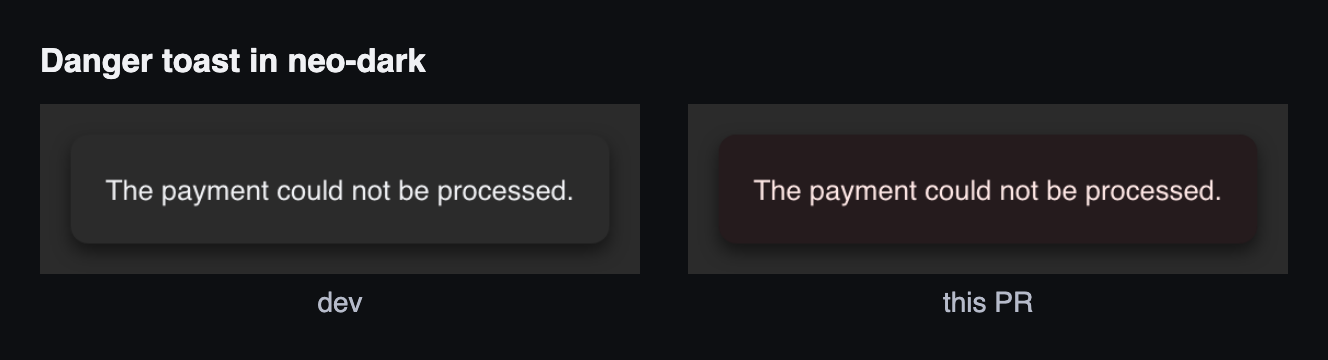 Danger toast in neo-dark
The payment could not be processed.
The payment could not be processed.
dev
this PR